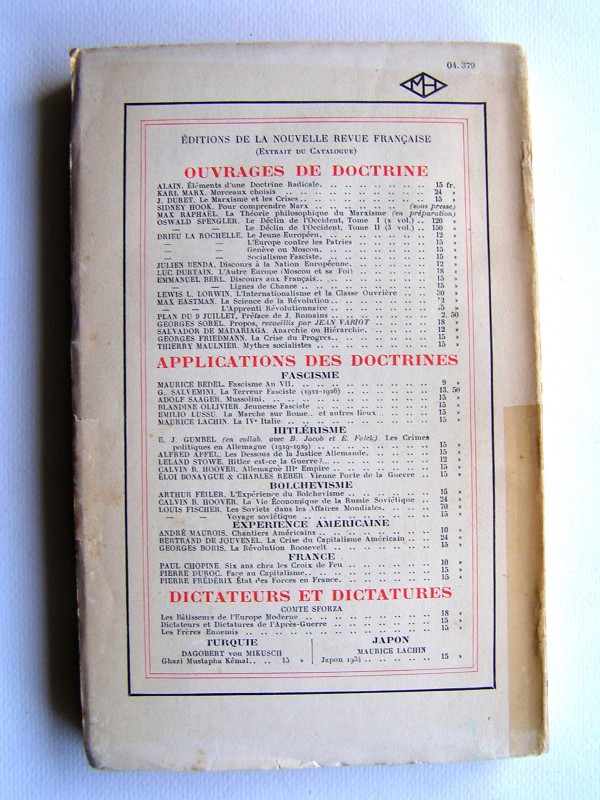 04. 379
MH
ÉDITIONS DE LA NOUVELLE REVUE FRANÇAISE
(EXTRAIT DU CATALOGUE)
OUVRAGES DE DOCTRINE
ALAIN. Éléments d'une Doctrine Radicale. 15 fr.
KARL MARX. Morceaux choisis 24 »
J. DURET. Le Marxisme et les Crises 15 »
SIDNEY HOOK. Pour comprendre Marx (sous presse)
MAX RAPHAEL. La Théorie philosophique du Marxisme (en préparation)
OSWALD SPENGLER. Le Déclin de l'Occident, Tome I (2 vol.) 120 »
— — Le Déclin de l'Occident, Tome II (3 vol.) 150 »
DRIEU LA ROCHELLE. Le Jeune Européen. 12 »
— — L'Europe contre les Patries 15 »
— — Genève ou Moscou. 15 »
— — Socialisme Fasciste. 15 »
JULIEN BENDA. Discours à la Nation Européenne. 12 »
LUC DURTAIN. L'Autre Europe (Moscou et sa Foi) 18 »
EMMANUEL BERL. Discours aux Français. 15 »
— — Lignes de Chance 15 »
LEWIS L. LORWIN. L'Internationalisme et la Classe Ouvrière 30 »
MAX EASTMAN. La Science de la Révolution
— L'Apprenti Révolutionnaire
PLAN DU 9 JUILLET, Préface de J. Romains 2. 50
GEORGES SOREL. Propos, recueillis par JEAN VARIOT 18 »
SALVADOR DE MADARIAGA. Anarchie ou Hiérarchie. 12 »
GEORGES FRIEDMANN. La Crise du Progrès. 15 »
THIERRY MAULNIER. Mythes socialistes 15 »
APPLICATIONS DES DOCTRINES
FASCISME
MAURICE BEDEL. Fascisme An VII. 9 »
G. SALVEMINI. La Terreur Fasciste (1922-1926) 13. 50
ADOLF SAAGER. Mussolini. 15 »
BLANDINE OLLIVIER. Jeunesse Fasciste 15 »
EMILIO LUSSU. La Marche sur Rome.. et autres lieux 15 »
MAURICE LACHIN. La IVe Italie 15 »
HITLÉRISME
E. J. GUMBEL (en collab. avec B. Jacob et E. Falck). Les Crimes
politiques en Allemagne (1919-1929) 15 »
ALFRED APFEL. Les Dessous de la Justice Allemande. 15 »
LELAND STOWE. Hitler est-ce la Guerre ? 12 »
CALVIN B. HOOVER. Allemagne IIIe Empire 15 »
ÉLOI BONAYGUE & CHARLES REBER. Vienne Porte de la Guerre 15 »
BOLCHEVISME
ARTHUR FEILER. L'Expérience du Bolchevisme 15 »
CALVIN B. HOOVER. La Vie Économique de la Russie Soviétique 24 »
LOUIS FISCHER. Les Soviets dans les Affaires Mondiales. 70 »
— — Voyage soviétique 15 »
EXPÉRIENCE AMÉRICAINE
ANDRÉ MAUROIS. Chantiers Américains 10 »
BERTRAND DE JOUVENEL. La Crise du Capitalisme Américain 24 »
GEORGES BORIS. La Révolution Roosevelt 15 »
FRANCE
PAUL CHOPINE. Six ans chez les Croix de Feu 10 »
PIERRE DUROC. Face au Capitalisme 15 »
PIERRE FRÉDÉRIX État des Forces en France. 15 »
DICTATEURS ET DICTATURES
COMTE SFORZA
Les Bâtisseurs de l'Europe Moderne 18 »
Dictateurs et Dictatures de l'Après-Guerre 15 »
Les Frères Ennemis 15 »
TURQUIE
DAGOBERT von MIKUSCH
Ghazi Mustapha Kémal 15 »
JAPON
MAURICE LACHIN
Japon 1934 15 »